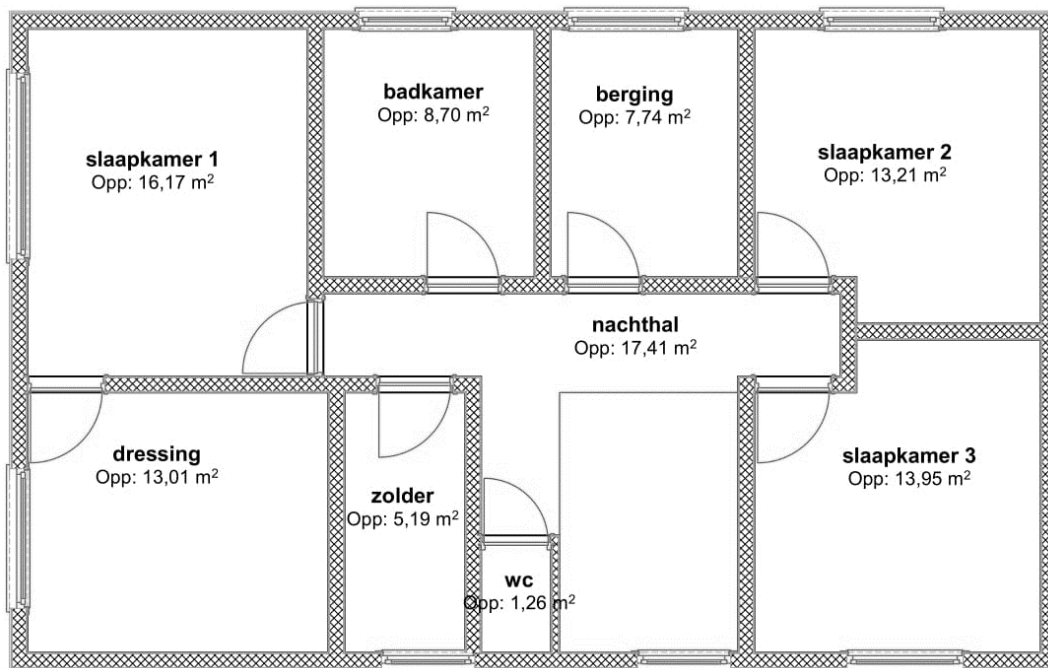 badkamer
Opp: 8,70 m²
berging
Opp: 7,74 m²
slaapkamer 1
Opp: 16,17 m²
slaapkamer 2
Opp: 13,21 m²
nachthal
Opp: 17,41 m²
dressing
Opp: 13,01 m²
zolder
Opp: 5,19 m²
slaapkamer 3
Opp: 13,95 m²
wc
Opp: 1,26 m²